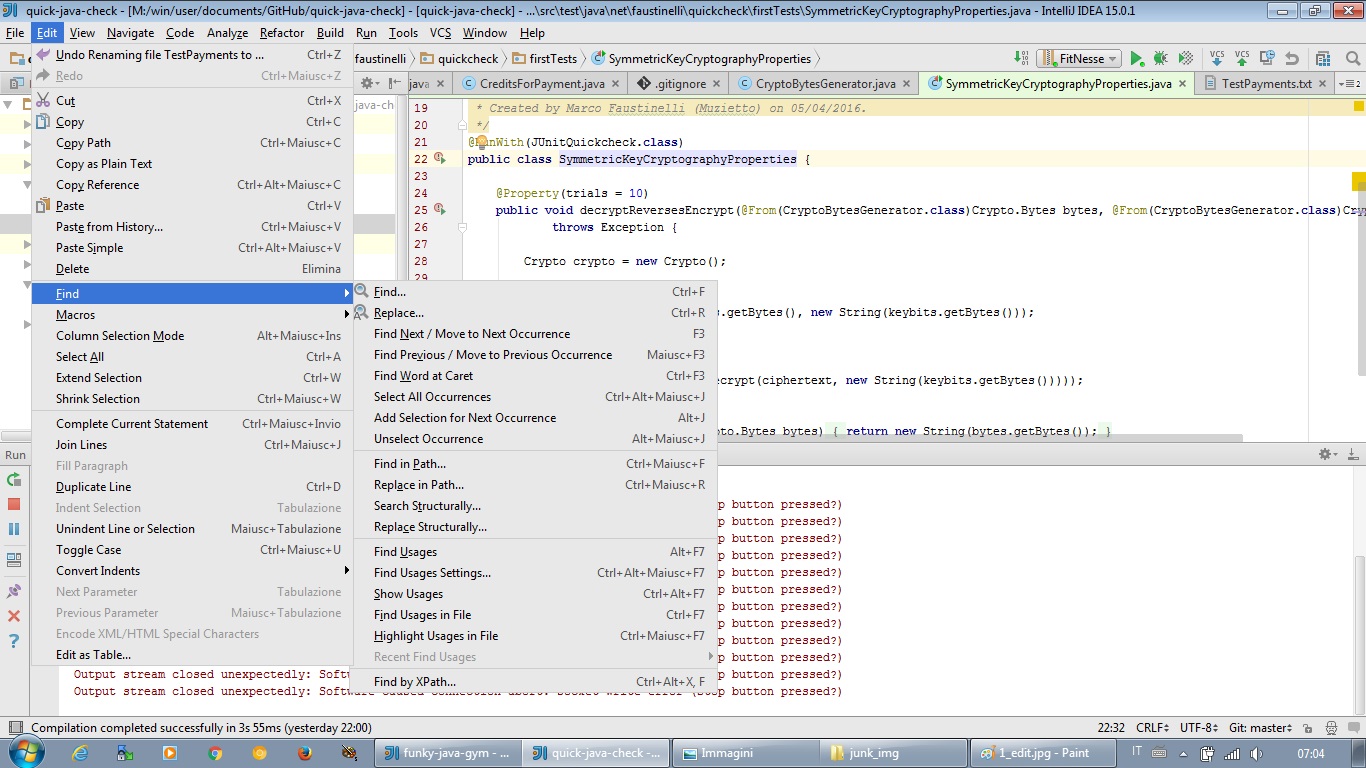 quick-java-check - [M:/win/user/documents/GitHub/quick-java-check] - [quick-java-check] - ...\src\test\java\net\faustinelli\quickcheck\firstTests\SymmetricKeyCryptographyProperties.java - IntelliJ IDEA 15.0.1
File Edit View Navigate Code Analyze Refactor Build Run Tools VCS Window Help
faustinelli quickcheck firstTests SymmetricKeyCryptographyProperties FitNesse VCS VCS
java CreditsForPayment.java .gitignore CryptoBytesGenerator.java SymmetricKeyCryptographyProperties.java TestPayments.txt 2
Undo Renaming file TestPayments to ... Ctrl+Z
Redo Ctrl+Maiusc+Z
Cut Ctrl+X
Copy Ctrl+C
Copy Path Ctrl+Maiusc+C
Copy as Plain Text
Copy Reference Ctrl+Alt+Maiusc+C
Paste Ctrl+V
Paste from History... Ctrl+Maiusc+V
Paste Simple Ctrl+Alt+Maiusc+V
Delete Elimina
Find
Macros
Column Selection Mode Alt+Maiusc+Ins
Select All Ctrl+A
Extend Selection Ctrl+W
Shrink Selection Ctrl+Maiusc+W
Complete Current Statement Ctrl+Maiusc+Invio
Join Lines Ctrl+Maiusc+J
Fill Paragraph
Duplicate Line Ctrl+D
Indent Selection Tabulazione
Unindent Line or Selection Maiusc+Tabulazione
Toggle Case Ctrl+Maiusc+U
Convert Indents
Next Parameter Tabulazione
Previous Parameter Maiusc+Tabulazione
Encode XML/HTML Special Characters
Edit as Table...
Find... Ctrl+F
Replace... Ctrl+R
Find Next / Move to Next Occurrence F3
Find Previous / Move to Previous Occurrence Maiusc+F3
Find Word at Caret Ctrl+F3
Select All Occurrences Ctrl+Alt+Maiusc+J
Add Selection for Next Occurrence Alt+J
Unselect Occurrence Alt+Maiusc+J
Find in Path... Ctrl+Maiusc+F
Replace in Path... Ctrl+Maiusc+R
Search Structurally...
Replace Structurally...
Find Usages Alt+F7
Find Usages Settings... Ctrl+Alt+Maiusc+F7
Show Usages Ctrl+Alt+F7
Find Usages in File Ctrl+F7
Highlight Usages in File Ctrl+Maiusc+F7
Recent Find Usages
Find by XPath... Ctrl+Alt+X, F
java-ch
19 * Created by Marco Faustinelli (Muzietto) on 05/04/2016.
20 */
21 @RunWith(JUnitQuickcheck.class)
22 public class SymmetricKeyCryptographyProperties {
23
24 @Property(trials = 10)
25 public void decryptReversesEncrypt(@From(CryptoBytesGenerator.class)Crypto.Bytes bytes, @From(CryptoBytesGenerator.class)Cry
26 throws Exception {
27
28 Crypto crypto = new Crypto();
29
.getBytes(), new String(keybits.getBytes()));
ecrypt(ciphertext, new String(keybits.getBytes())));
pto.Bytes bytes) { return new String(bytes.getBytes()); }
Run
p button pressed?)
p button pressed?)
p button pressed?)
p button pressed?)
p button pressed?)
p button pressed?)
p button pressed?)
p button pressed?)
p button pressed?)
p button pressed?)
Output stream closed unexpectedly: Soft p button pressed?)
Output stream closed unexpectedly: Software caused connection abort: socket write error (Stop button pressed?)
Compilation completed successfully in 3s 55ms (yesterday 22:00) 22:32 CRLF UTF-8 Git: master
funky-java-gym - ... quick-java-check -... Immagini junk_img 1_edit.jpg - Paint IT 07:04